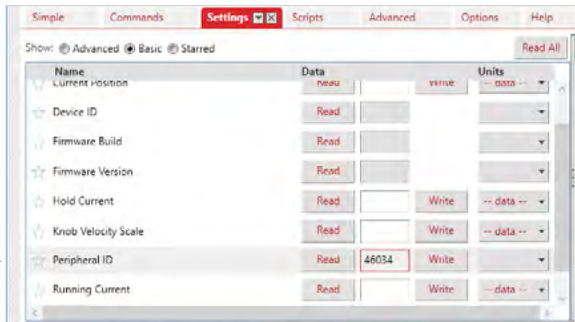 Simple Commands Settings Scripts Advanced Options Help
Show: Advanced Basic Starred Read All
Name Data Units
Current Position Read Write -- data --
Device ID Read
Firmware Build Read
Firmware Version Read
Hold Current Read Write -- data --
Knob Velocity Scale Read Write -- data --
Peripheral ID Read 46034 Write
Running Current Read Write -- data --